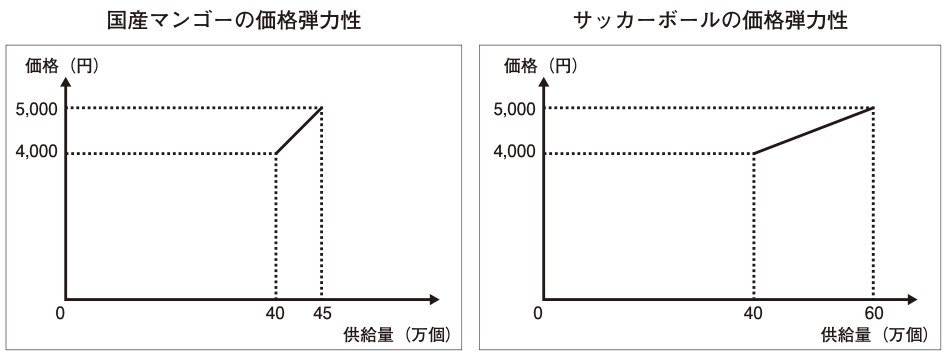 国産マンゴーの価格弾力性
価格（円）
5,000
4,000
0
40
45
供給量（万個）
サッカーボールの価格弾力性
価格（円）
5,000
4,000
0
40
60
供給量（万個）